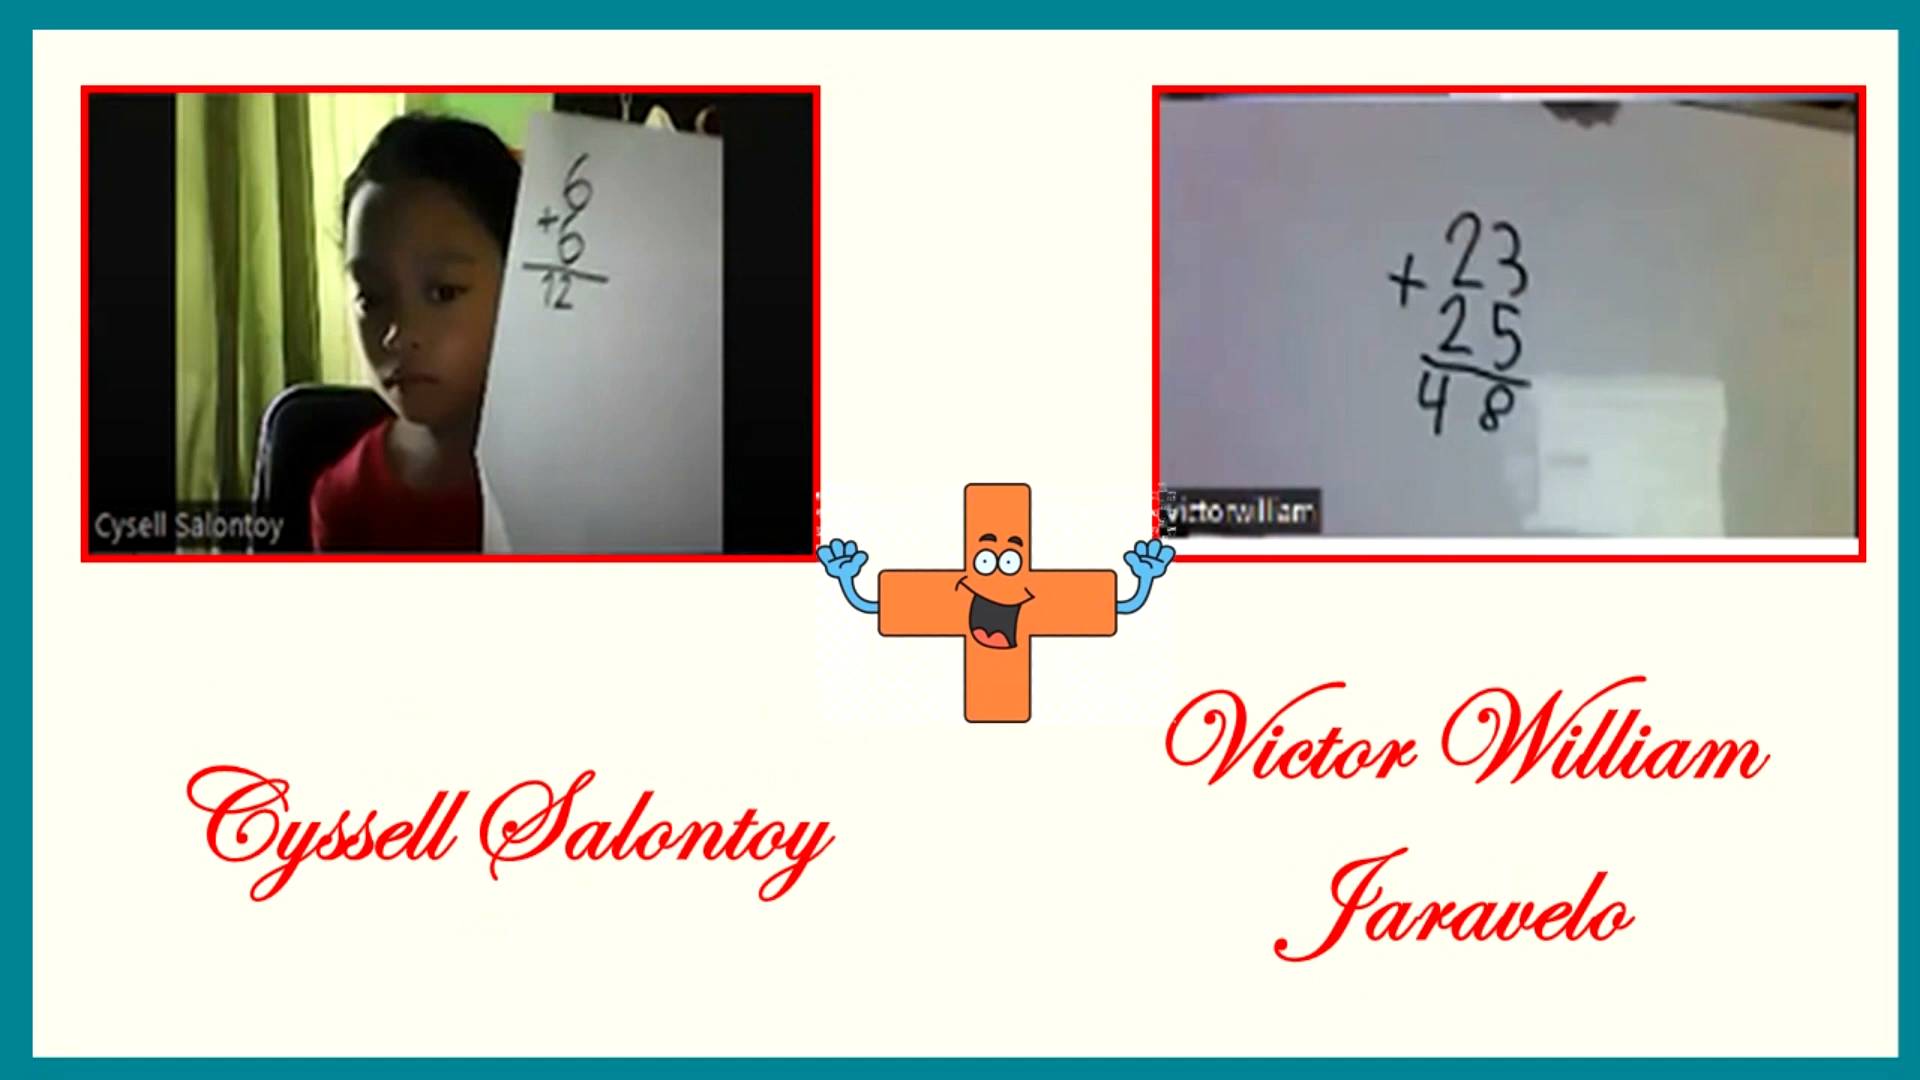 6
+6
12
Cysell Salontoy
+23
25
48
victorwilliam
Cyssell Salontoy
Victor William
Jaravelo